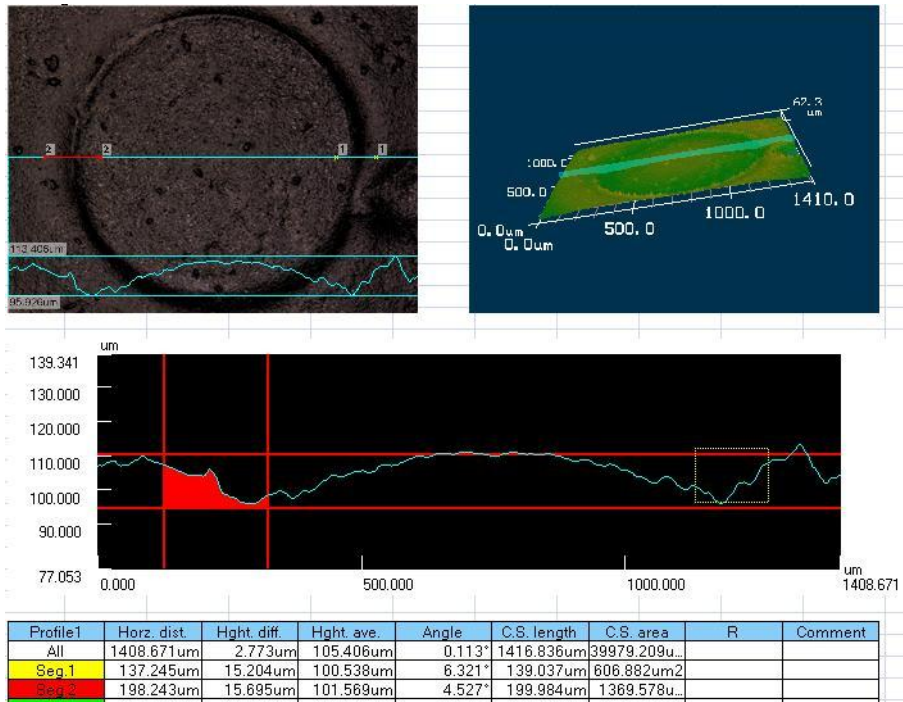 2 2 1 1
113.406um
95.926um
62.3
um
1000.0
500.0
0.0um
0.0um
500.0
1000.0
1410.0
um
139.341
130.000
120.000
110.000
100.000
90.000
77.053
0.000 500.000 1000.000 um
1408.671
Profile1 Horz. dist. Hght. diff. Hght. ave. Angle C.S. length C.S. area R Comment
All 1408.671um 2.773um 105.406um 0.113° 1416.836um 39979.209u...
Seg.1 137.245um 15.204um 100.538um 6.321° 139.037um 606.882um2
Seg.2 198.243um 15.695um 101.569um 4.527° 199.984um 1369.578u...